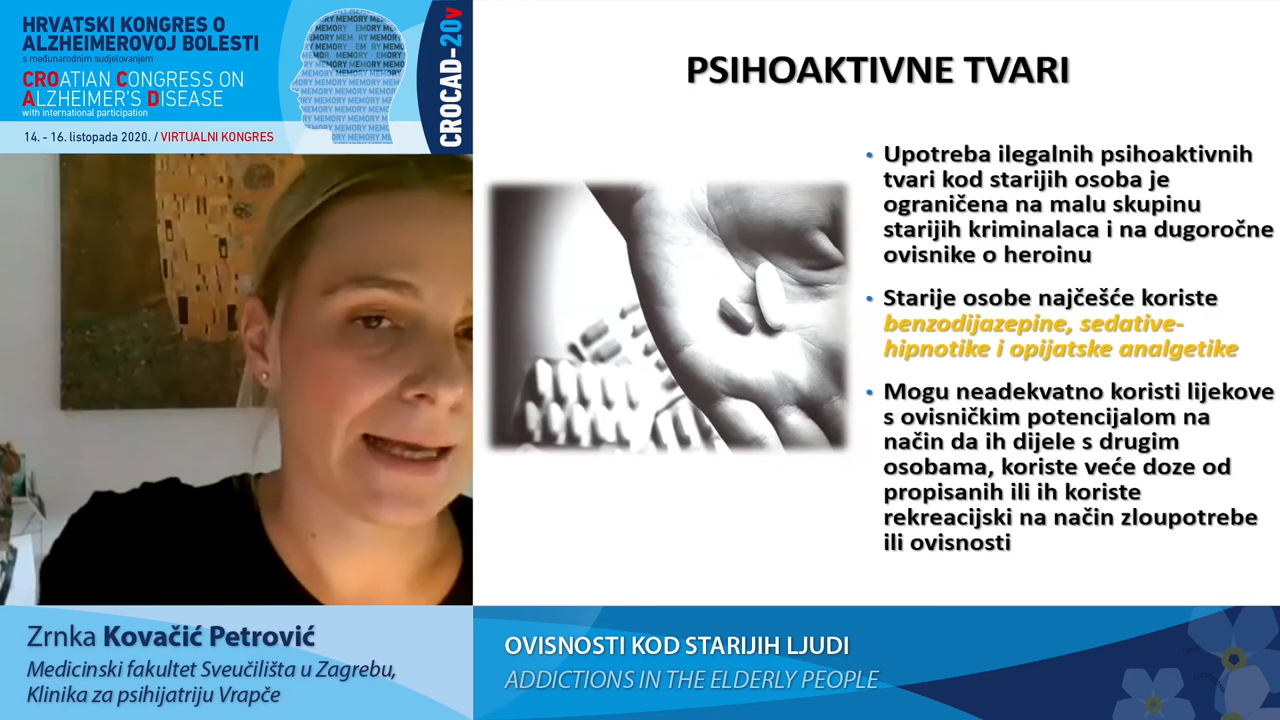 HRVATSKI KONGRES O
ALZHEIMEROVOJ BOLESTI
s međunarodnim sudjelovanjem
CROATIAN CONGRESS ON
ALZHEIMER'S DISEASE
with international participation
14. - 16. listopada 2020. / VIRTUALNI KONGRES
CROCAD-20v
PSIHOAKTIVNE TVARI
• Upotreba ilegalnih psihoaktivnih
tvari kod starijih osoba je
ograničena na malu skupinu
starijih kriminalaca i na dugoročne
ovisnike o heroinu
• Starije osobe najčešće koriste
benzodijazepine, sedative-
hipnotike i opijatske analgetike
• Mogu neadekvatno koristi lijekove
s ovisničkim potencijalom na
način da ih dijele s drugim
osobama, koriste veće doze od
propisanih ili ih koriste
rekreacijski na način zloupotrebe
ili ovisnosti
Zrnka Kovačić Petrović
Medicinski fakultet Sveučilišta u Zagrebu,
Klinika za psihijatriju Vrapče
OVISNOSTI KOD STARIJIH LJUDI
ADDICTIONS IN THE ELDERLY PEOPLE